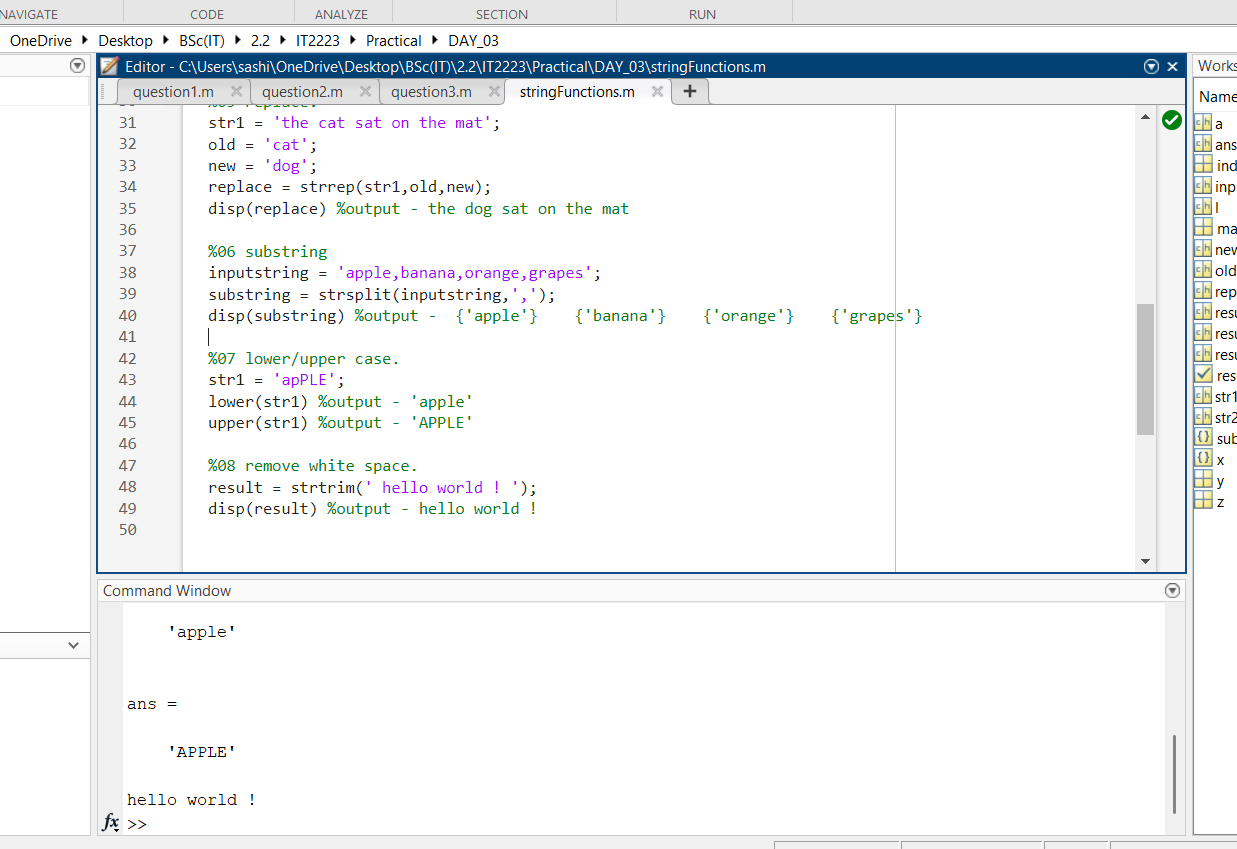 NAVIGATE CODE ANALYZE SECTION RUN
OneDrive Desktop BSc(IT) 2.2 IT2223 Practical DAY_03
Editor - C:\Users\sashi\OneDrive\Desktop\BSc(IT)\2.2\IT2223\Practical\DAY_03\stringFunctions.m
question1.m question2.m question3.m stringFunctions.m
31 str1 = 'the cat sat on the mat';
32 old = 'cat';
33 new = 'dog';
34 replace = strrep(str1,old,new);
35 disp(replace) %output - the dog sat on the mat
36
37 %06 substring
38 inputstring = 'apple,banana,orange,grapes';
39 substring = strsplit(inputstring,',');
40 disp(substring) %output -  {'apple'}    {'banana'}    {'orange'}    {'grapes'}
41
42 %07 lower/upper case.
43 str1 = 'apPLE';
44 lower(str1) %output - 'apple'
45 upper(str1) %output - 'APPLE'
46
47 %08 remove white space.
48 result = strtrim(' hello world ! ');
49 disp(result) %output - hello world !
50
Command Window
'apple'
ans =
'APPLE'
hello world !
fx >>
Works
Name
a
ans
ind
inp
l
ma
new
old
rep
resu
resu
resu
res
str1
str2
sub
x
y
z